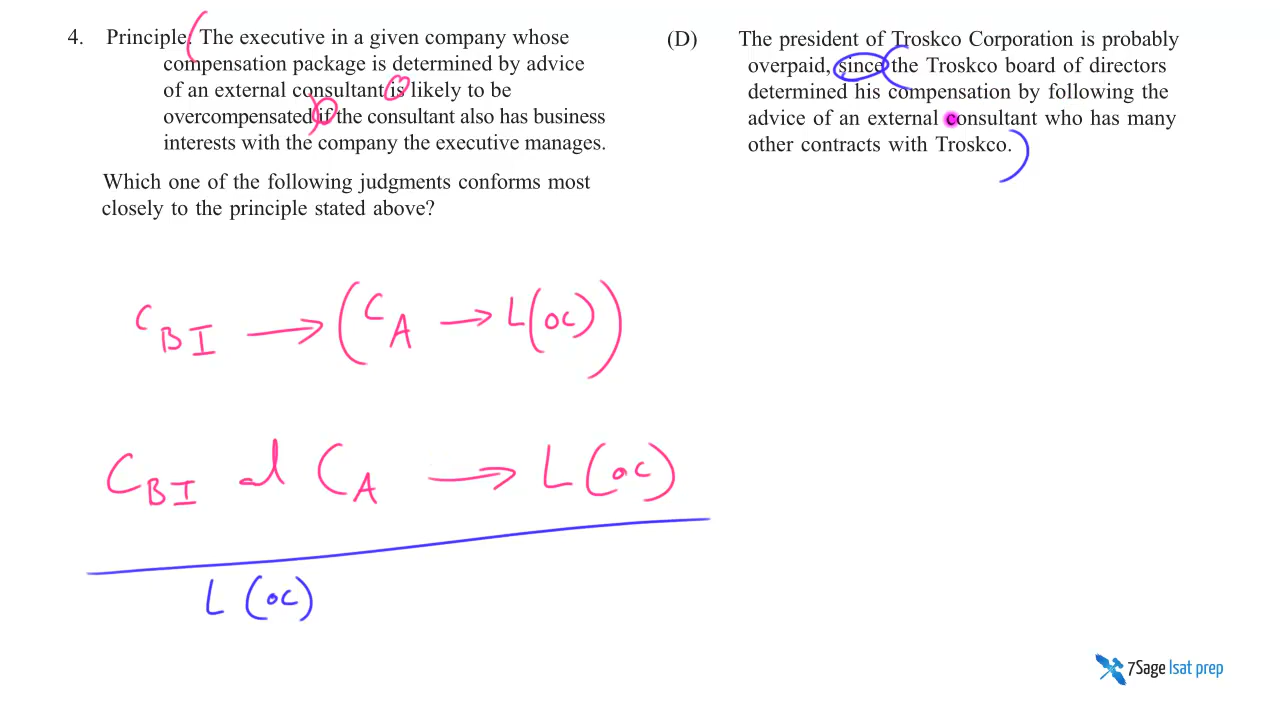 4. Principle: The executive in a given company whose
compensation package is determined by advice
of an external consultant is likely to be
overcompensated if the consultant also has business
interests with the company the executive manages.
Which one of the following judgments conforms most
closely to the principle stated above?
(D) The president of Troskco Corporation is probably
overpaid, since the Troskco board of directors
determined his compensation by following the
advice of an external consultant who has many
other contracts with Troskco.
C BI → (C A → L(OC))
C BI and C A → L(OC)
L(OC)
7Sage lsat prep